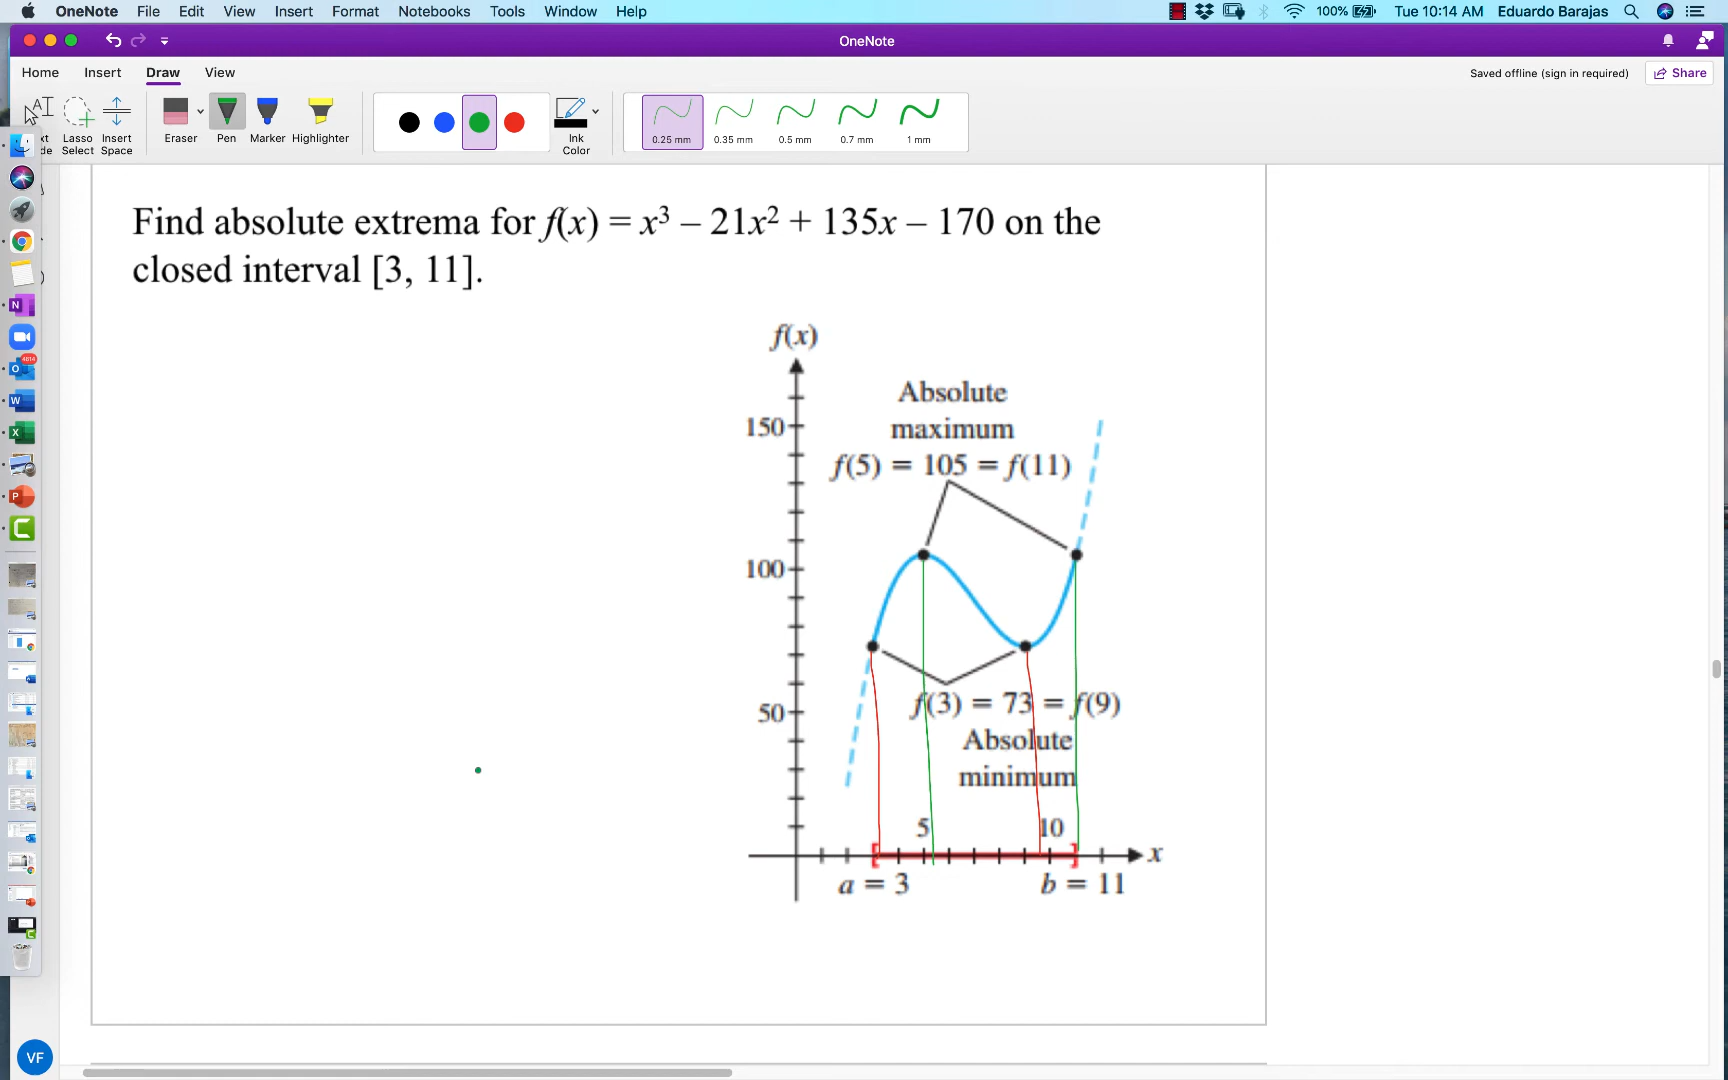 OneNote File Edit View Insert Format Notebooks Tools Window Help 100% Tue 10:14 AM Eduardo Barajas
OneNote
Home Insert Draw View Saved offline (sign in required) Share
Lasso Select
Insert Space
Eraser
Pen
Marker
Highlighter
Ink Color
0.25 mm 0.35 mm 0.5 mm 0.7 mm 1 mm
Find absolute extrema for f(x) = x³ – 21x² + 135x – 170 on the
closed interval [3, 11].
f(x)
Absolute
150 maximum
f(5) = 105 = f(11)
100
f(3) = 73 = f(9)
50
Absolute
minimum
5 10
x
a = 3 b = 11
VF